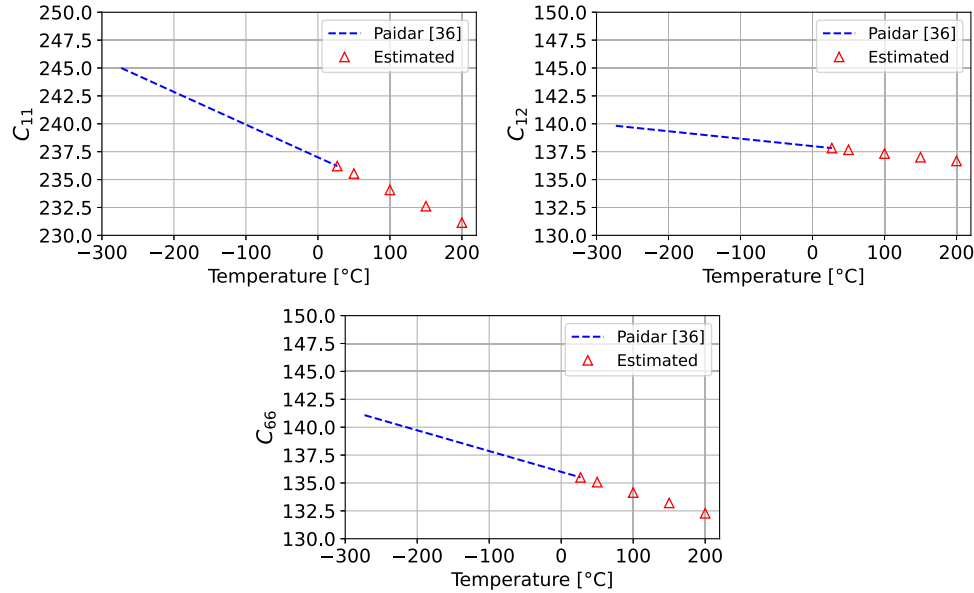 250.0
247.5
245.0
242.5
240.0
237.5
235.0
232.5
230.0
C11
Paidar [36]
Estimated
−300 −200 −100 0 100 200
Temperature [°C]
150.0
147.5
145.0
142.5
140.0
137.5
135.0
132.5
130.0
C12
Paidar [36]
Estimated
−300 −200 −100 0 100 200
Temperature [°C]
150.0
147.5
145.0
142.5
140.0
137.5
135.0
132.5
130.0
C66
Paidar [36]
Estimated
−300 −200 −100 0 100 200
Temperature [°C]